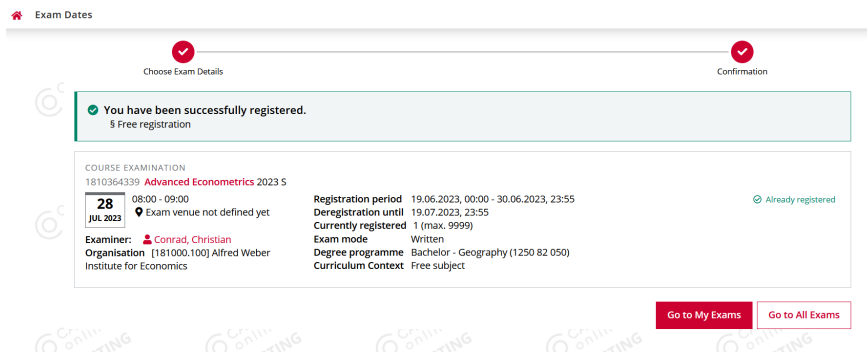 Exam Dates
Choose Exam Details
Confirmation
You have been successfully registered.
§ Free registration
COURSE EXAMINATION
1810364339 Advanced Econometrics 2023 S
28
JUL 2023
08:00 - 09:00
Exam venue not defined yet
Examiner: Conrad, Christian
Organisation [181000.100] Alfred Weber
Institute for Economics
Registration period 19.06.2023, 00:00 - 30.06.2023, 23:55
Deregistration until 19.07.2023, 23:55
Currently registered 1 (max. 9999)
Exam mode Written
Degree programme Bachelor - Geography (1250 82 050)
Curriculum Context Free subject
Already registered
Go to My Exams
Go to All Exams